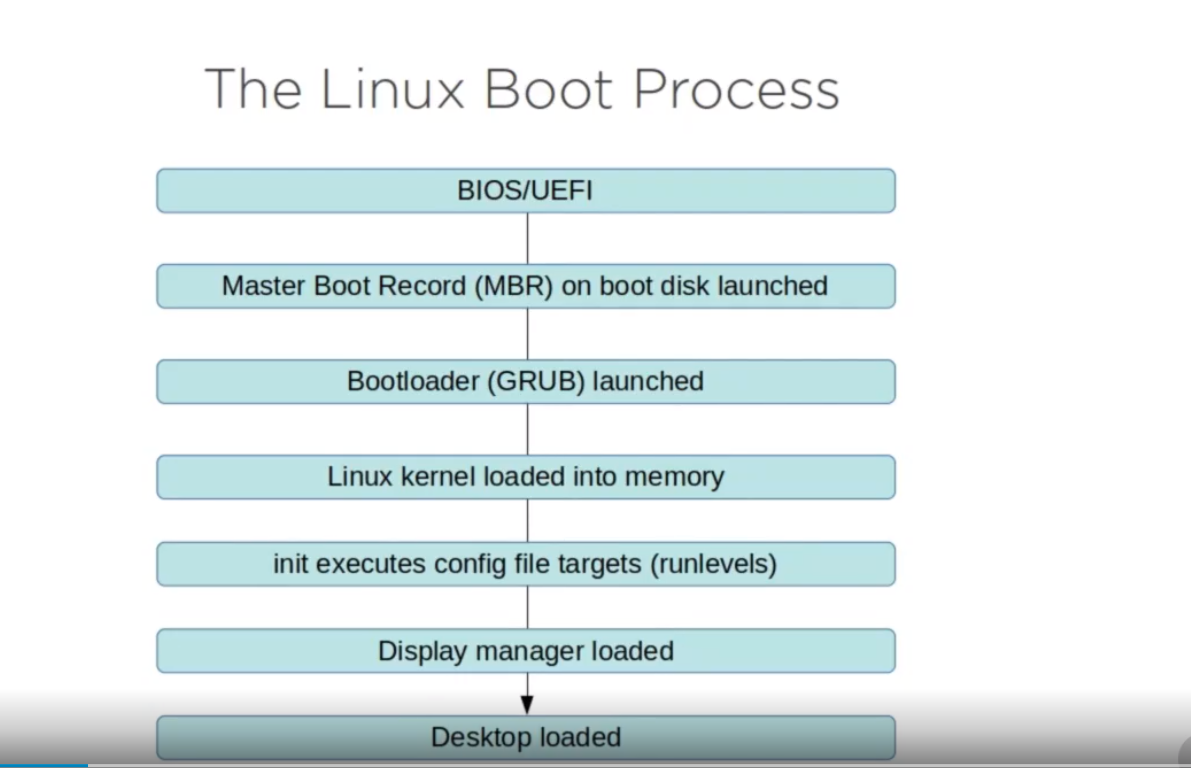 The Linux Boot Process
BIOS/UEFI
Master Boot Record (MBR) on boot disk launched
Bootloader (GRUB) launched
Linux kernel loaded into memory
init executes config file targets (runlevels)
Display manager loaded
Desktop loaded